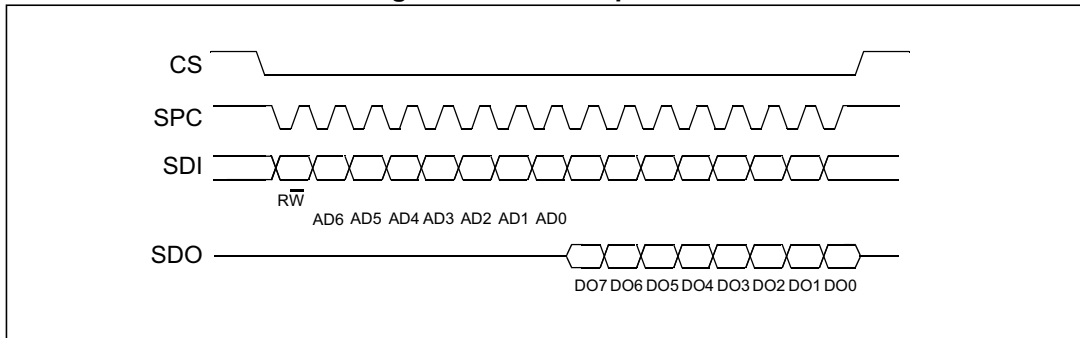 CS
SPC
SDI
RW̅
AD6 AD5 AD4 AD3 AD2 AD1 AD0
SDO
DO7 DO6 DO5 DO4 DO3 DO2 DO1 DO0